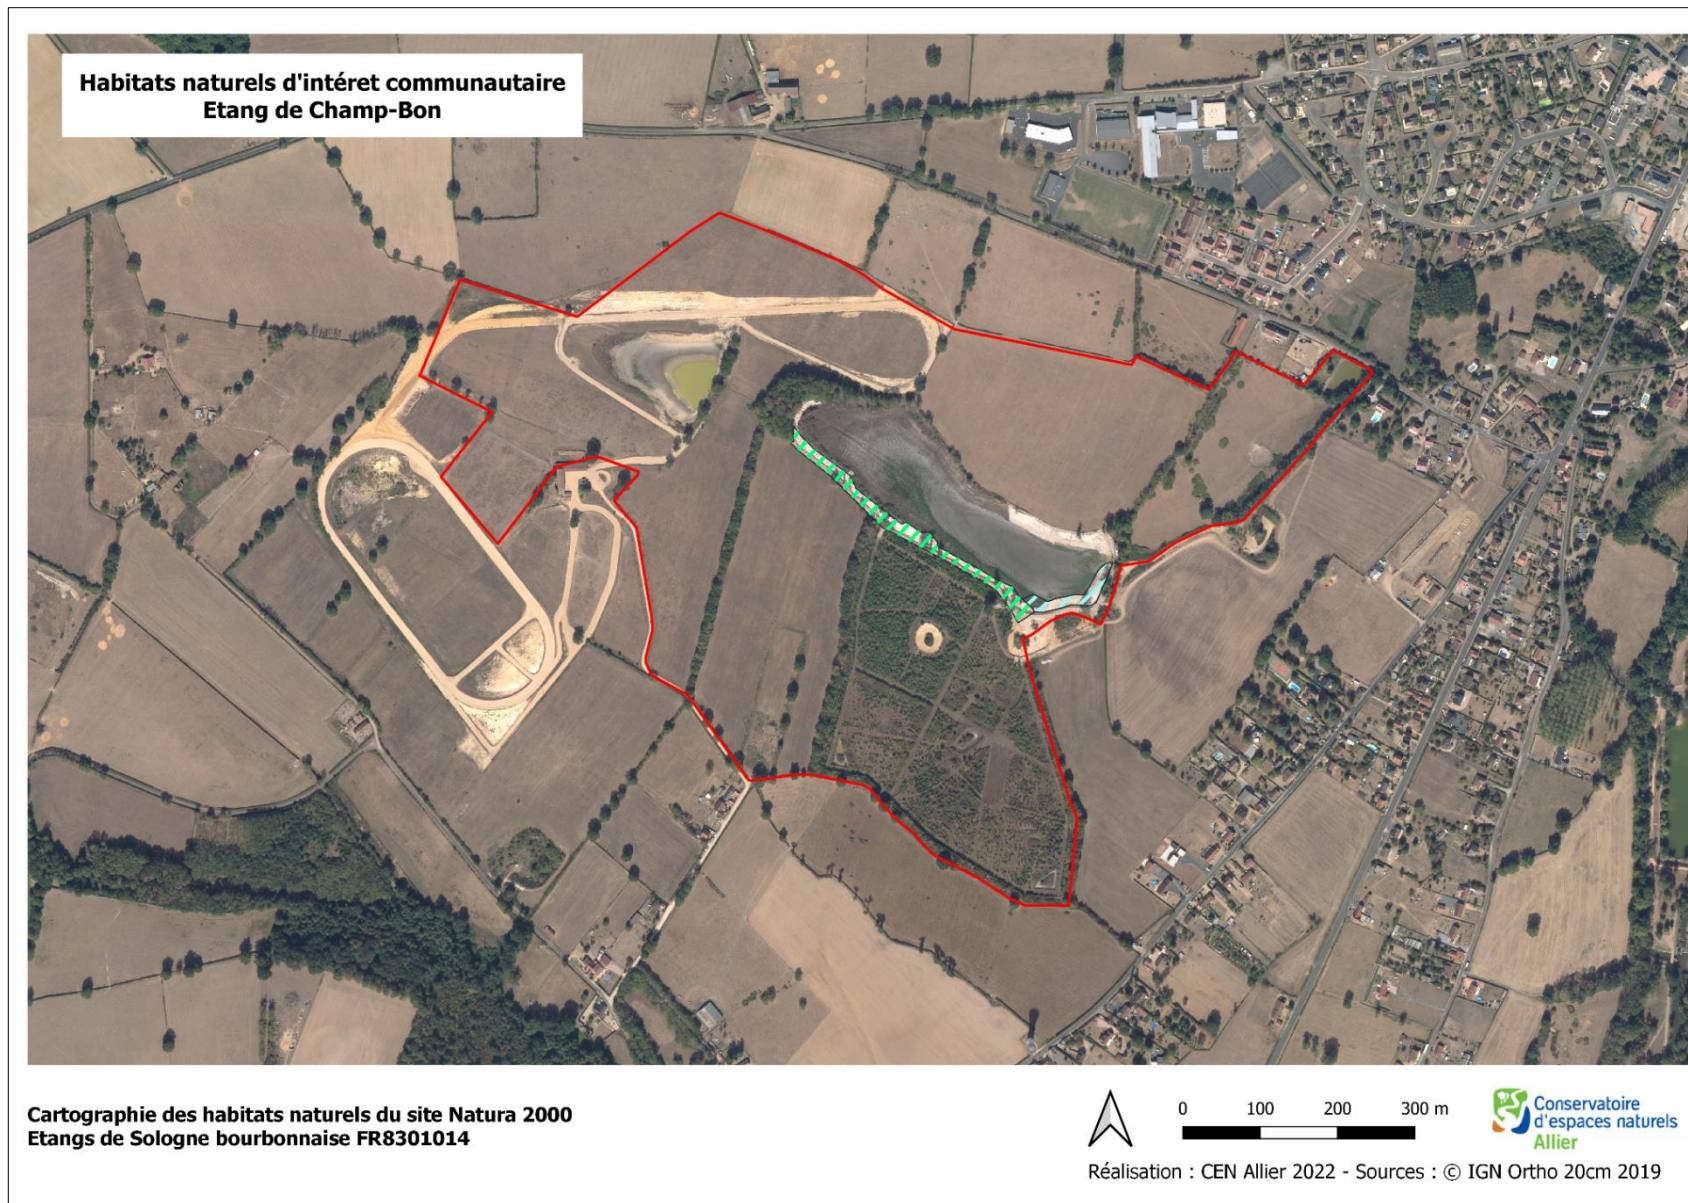 Habitats naturels d'intéret communautaire
Etang de Champ-Bon
Cartographie des habitats naturels du site Natura 2000
Etangs de Sologne bourbonnaise FR8301014
0 100 200 300 m
Conservatoire
d'espaces naturels
Allier
Réalisation : CEN Allier 2022 - Sources : © IGN Ortho 20cm 2019